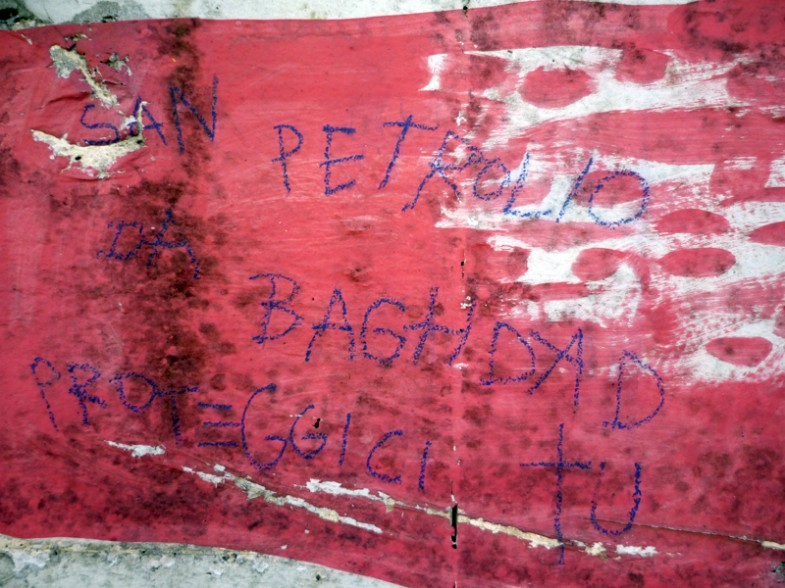 SAN PETROLIO
DA BAGHDAD
PROTEGGICI TU